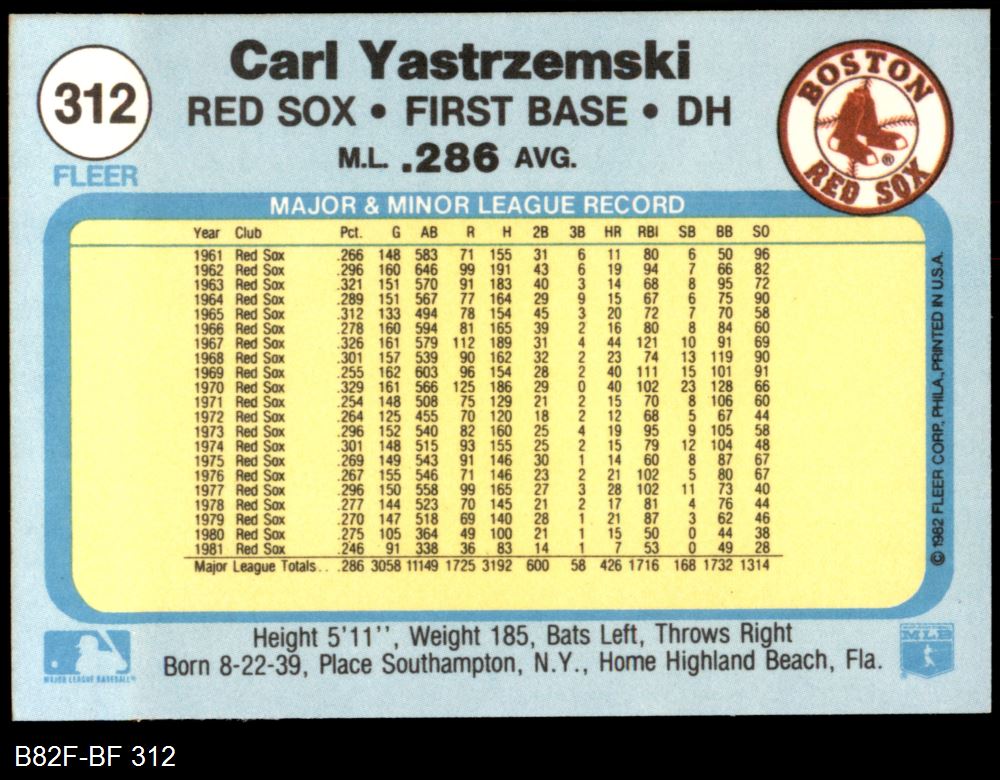 312
FLEER
Carl Yastrzemski
RED SOX • FIRST BASE • DH
M.L. .286 AVG.
BOSTON
RED SOX
®
MAJOR & MINOR LEAGUE RECORD
Year Club Pct. G AB R H 2B 3B HR RBI SB BB SO
1961 Red Sox .266 148 583 71 155 31 6 11 80 6 50 96
1962 Red Sox .296 160 646 99 191 43 6 19 94 7 66 82
1963 Red Sox .321 151 570 91 183 40 3 14 68 8 95 72
1964 Red Sox .289 151 567 77 164 29 9 15 67 6 75 90
1965 Red Sox .312 133 494 78 154 45 3 20 72 7 70 58
1966 Red Sox .278 160 594 81 165 39 2 16 80 8 84 60
1967 Red Sox .326 161 579 112 189 31 4 44 121 10 91 69
1968 Red Sox .301 157 539 90 162 32 2 23 74 13 119 90
1969 Red Sox .255 162 603 96 154 28 2 40 111 15 101 91
1970 Red Sox .329 161 566 125 186 29 0 40 102 23 128 66
1971 Red Sox .254 148 508 75 129 21 2 15 70 8 106 60
1972 Red Sox .264 125 455 70 120 18 2 12 68 5 67 44
1973 Red Sox .296 152 540 82 160 25 4 19 95 9 105 58
1974 Red Sox .301 148 515 93 155 25 2 15 79 12 104 48
1975 Red Sox .269 149 543 91 146 30 1 14 60 8 87 67
1976 Red Sox .267 155 546 71 146 23 2 21 102 5 80 67
1977 Red Sox .296 150 558 99 165 27 3 28 102 11 73 40
1978 Red Sox .277 144 523 70 145 21 2 17 81 4 76 44
1979 Red Sox .270 147 518 69 140 28 1 21 87 3 62 46
1980 Red Sox .275 105 364 49 100 21 1 15 50 0 44 38
1981 Red Sox .246 91 338 36 83 14 1 7 53 0 49 28
Major League Totals. . .286 3058 11149 1725 3192 600 58 426 1716 168 1732 1314
© 1982 FLEER CORP., PHILA., PRINTED IN U.S.A.
Height 5'11'', Weight 185, Bats Left, Throws Right
Born 8-22-39, Place Southampton, N.Y., Home Highland Beach, Fla.
MAJOR LEAGUE BASEBALL
MLB
B82F-BF 312